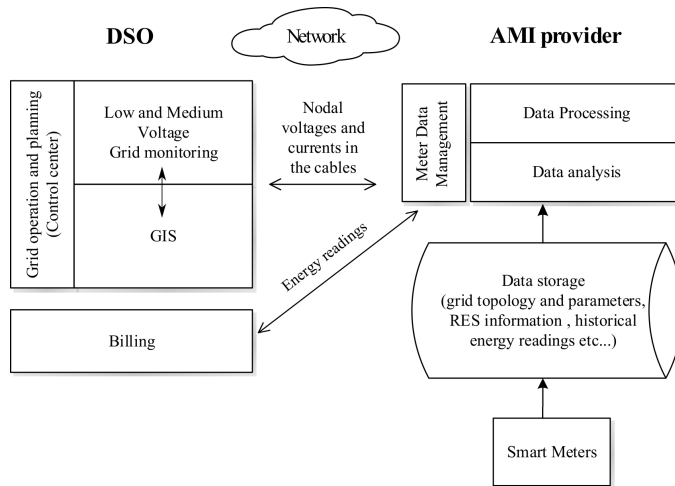 DSO
Network
AMI provider
Grid operation and planning
(Control center)
Low and Medium
Voltage
Grid monitoring
GIS
Nodal
voltages and
currents in
the cables
Meter Data
Management
Data Processing
Data analysis
Energy readings
Data storage
(grid topology and parameters,
RES information , historical
energy readings etc...)
Billing
Smart Meters